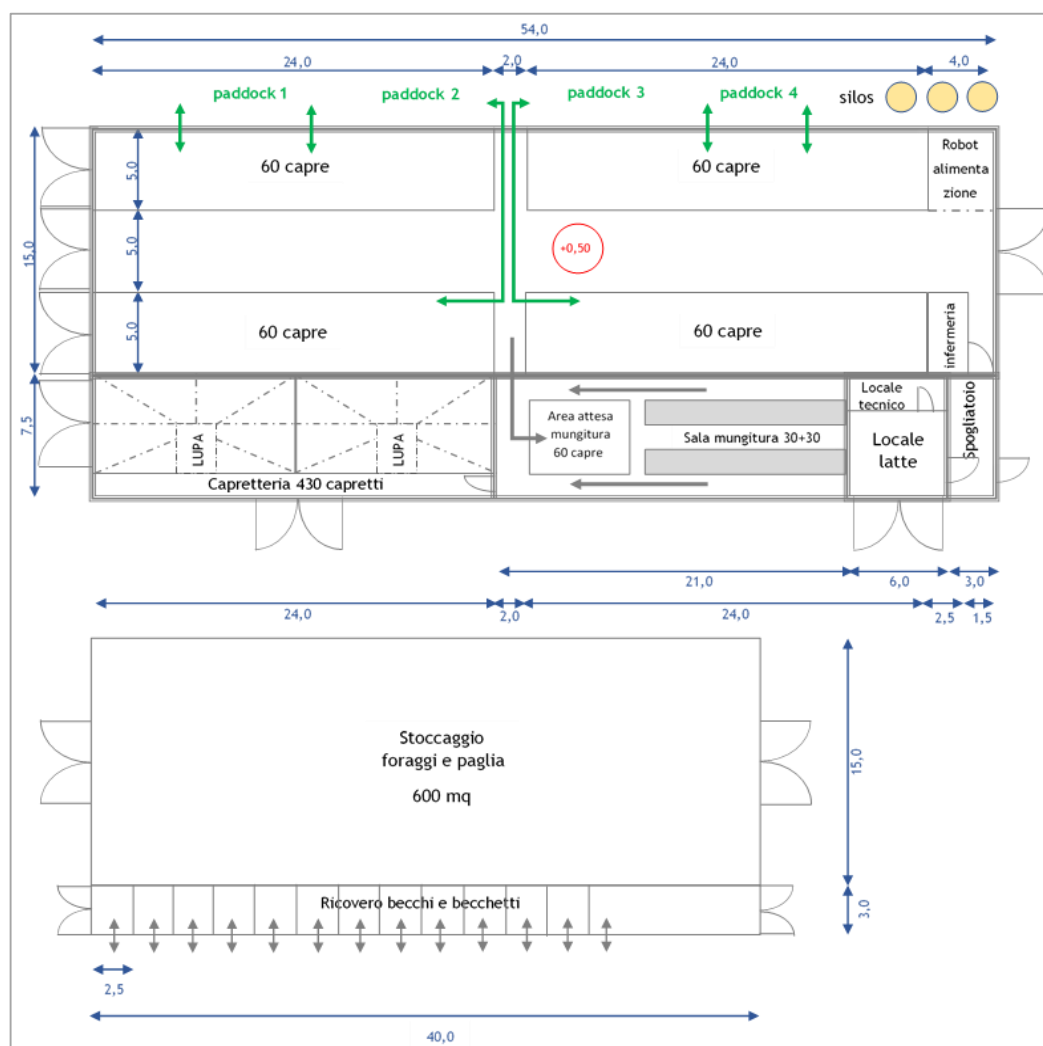 54,0
24,0
2,0
24,0
4,0
paddock 1
paddock 2
paddock 3
paddock 4
silos
60 capre
60 capre
Robot
alimenta
zione
5,0
5,0
5,0
15,0
+0,50
60 capre
60 capre
infermeria
7,5
LUPA
LUPA
Capretteria 430 capretti
Area attesa
mungitura
60 capre
Sala mungitura 30+30
Locale
tecnico
Locale
latte
Spogliatoio
21,0
6,0
3,0
24,0
2,0
24,0
2,5
1,5
Stoccaggio
foraggi e paglia
600 mq
15,0
Ricovero becchi e becchetti
3,0
2,5
40,0